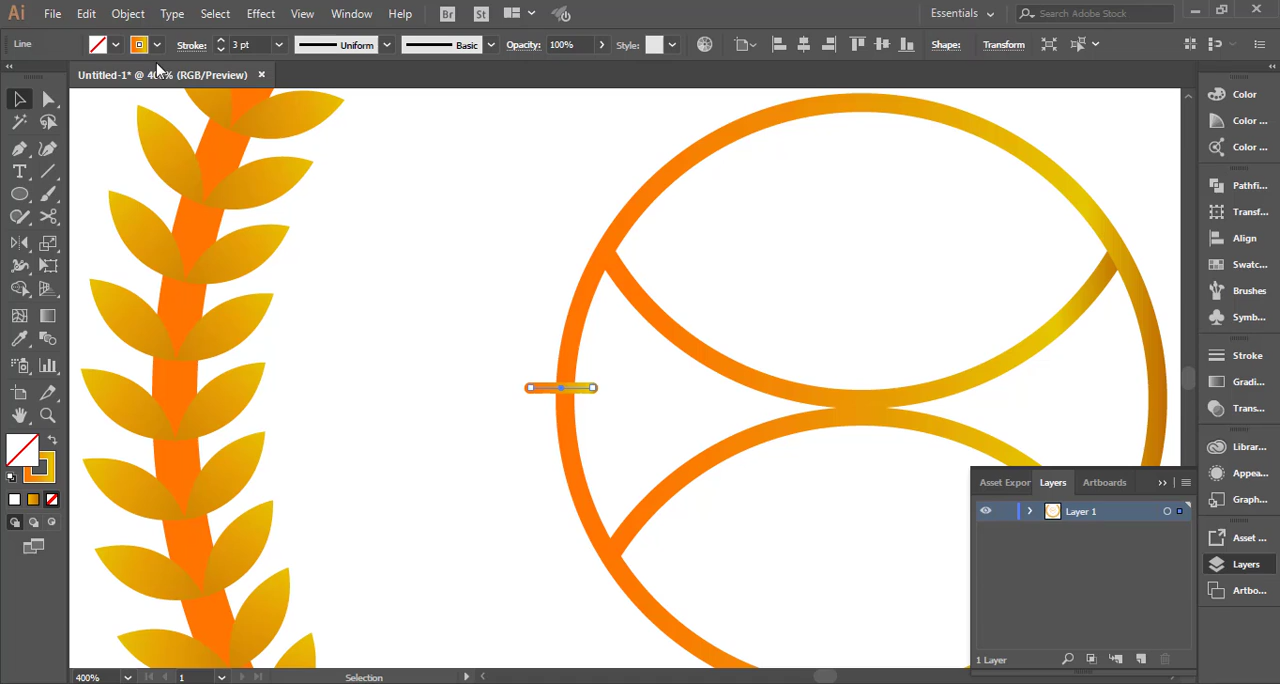 Ai File Edit Object Type Select Effect View Window Help Br St Essentials Search Adobe Stock
Line Stroke: 3 pt Uniform Basic Opacity: 100% Style: Shape: Transform
Untitled-1* @ 40% (RGB/Preview) ×
Color
Color ...
Color ...
Pathfi...
Transf...
Align
Swatc...
Brushes
Symb...
Stroke
Gradi...
Trans...
Librar...
Appea...
Graph...
Asset ...
Layers
Artbo...
Asset Expor Layers Artboards
Layer 1
1 Layer
400% 1 Selection